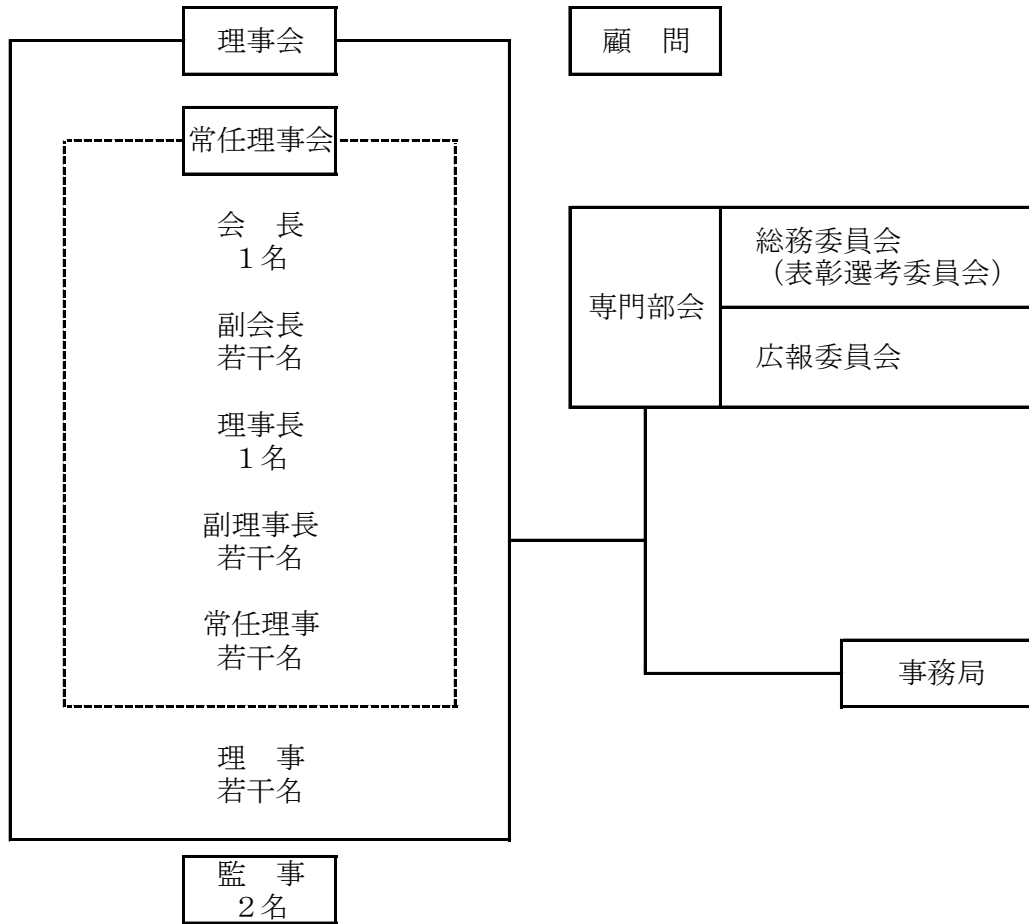 理事会
常任理事会
会　長
１名
副会長
若干名
理事長
１名
副理事長
若干名
常任理事
若干名
理　事
若干名
監　事
２名
顧　問
専門部会
総務委員会
（表彰選考委員会）
広報委員会
事務局